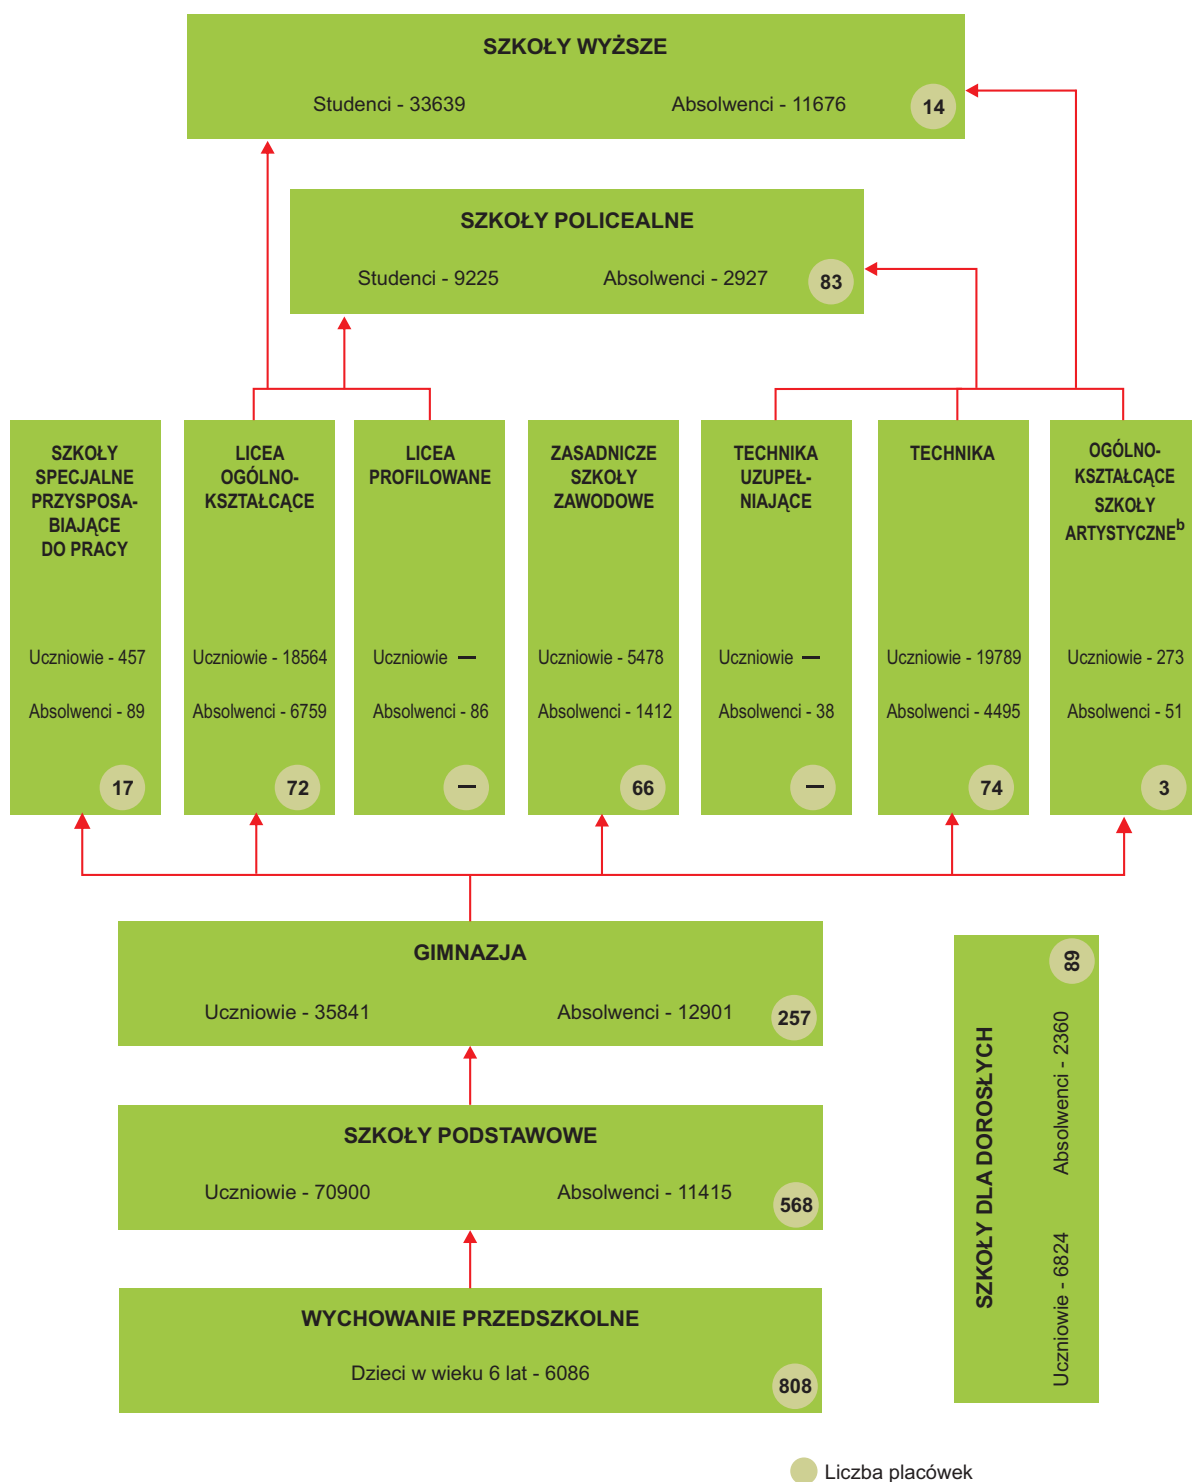 SZKOŁY WYŻSZE
Studenci - 33639
Absolwenci - 11676
14
SZKOŁY POLICEALNE
Studenci - 9225
Absolwenci - 2927
83
SZKOŁY
SPECJALNE
PRZYSPOSA-
BIAJĄCE
DO PRACY
Uczniowie - 457
Absolwenci - 89
17
LICEA
OGÓLNO-
KSZTAŁCĄCE
Uczniowie - 18564
Absolwenci - 6759
72
LICEA
PROFILOWANE
Uczniowie —
Absolwenci - 86
—
ZASADNICZE
SZKOŁY
ZAWODOWE
Uczniowie - 5478
Absolwenci - 1412
66
TECHNIKA
UZUPEŁ-
NIAJĄCE
Uczniowie —
Absolwenci - 38
—
TECHNIKA
Uczniowie - 19789
Absolwenci - 4495
74
OGÓLNO-
KSZTAŁCĄCE
SZKOŁY
ARTYSTYCZNEᵇ
Uczniowie - 273
Absolwenci - 51
3
GIMNAZJA
Uczniowie - 35841
Absolwenci - 12901
257
SZKOŁY PODSTAWOWE
Uczniowie - 70900
Absolwenci - 11415
568
WYCHOWANIE PRZEDSZKOLNE
Dzieci w wieku 6 lat - 6086
808
SZKOŁY DLA DOROSŁYCH
Uczniowie - 6824
Absolwenci - 2360
89
Liczba placówek